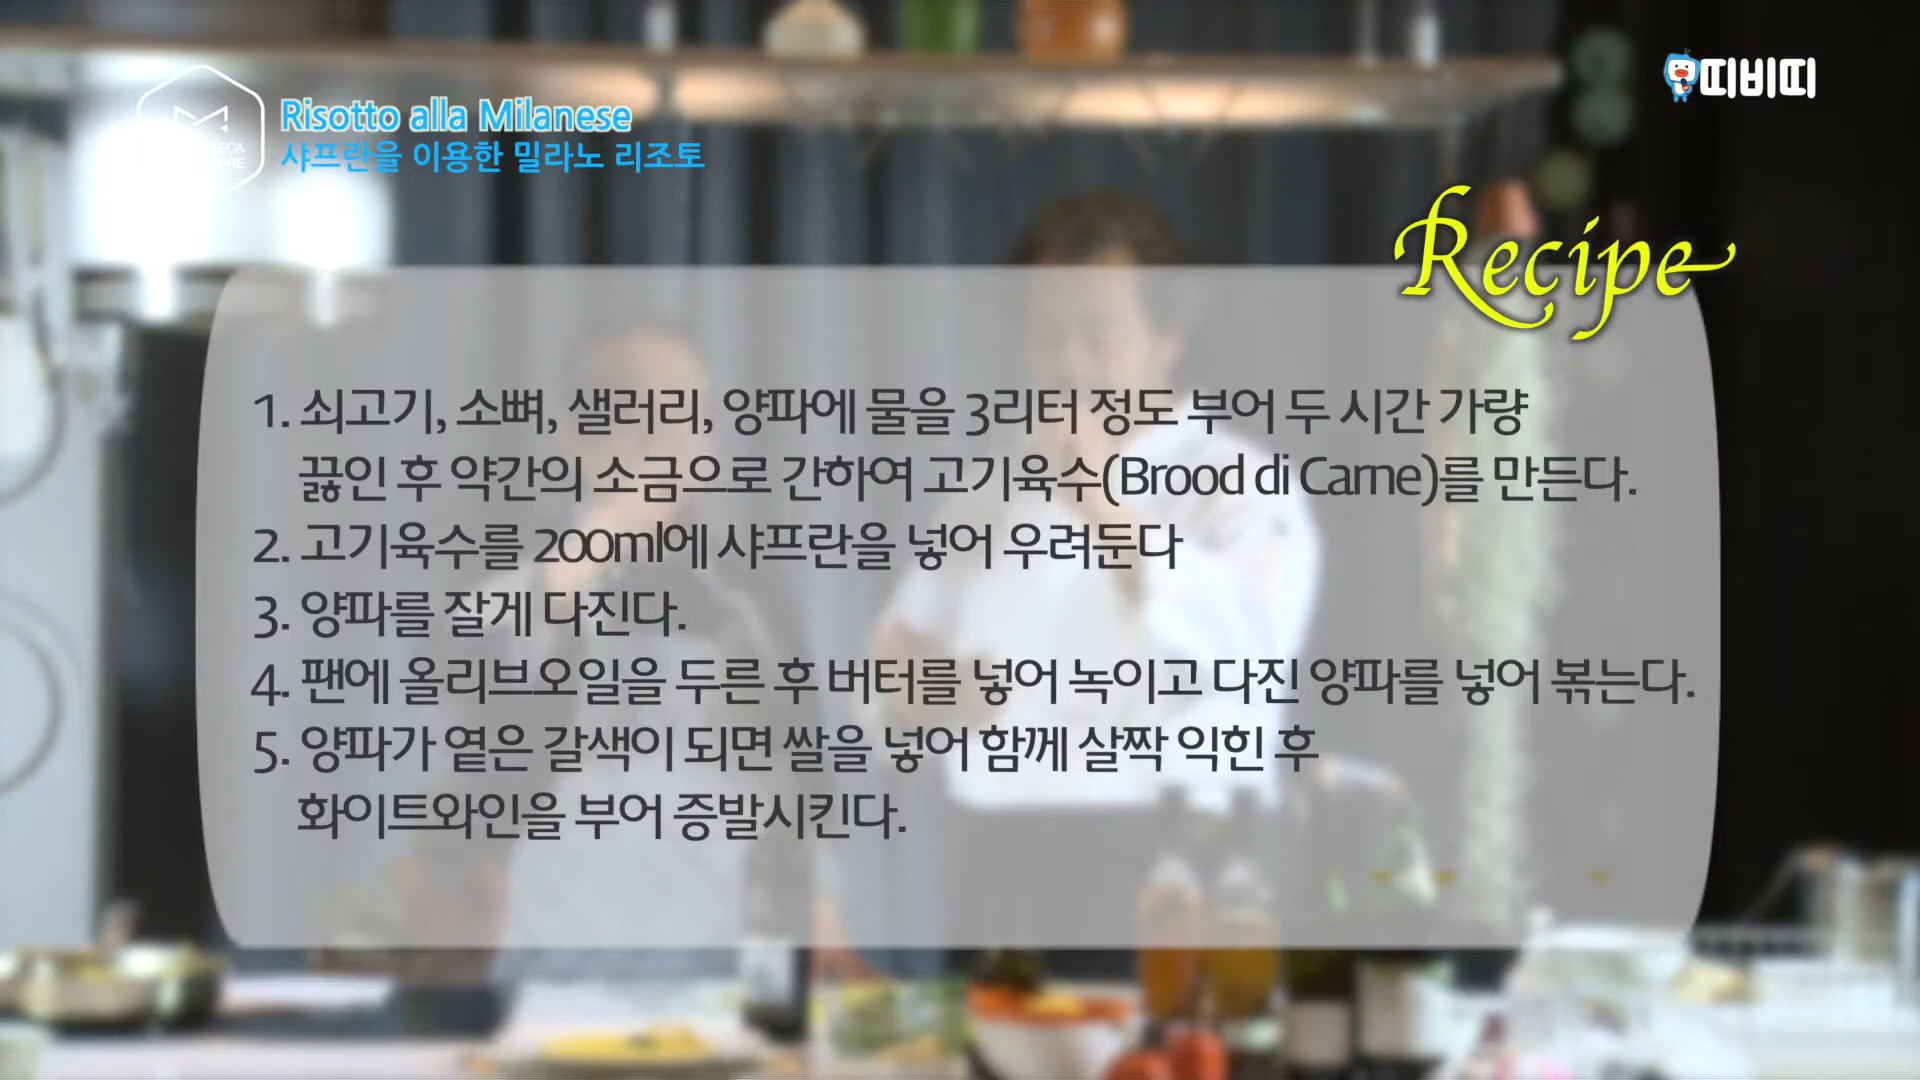 Risotto alla Milanese
샤프란을 이용한 밀라노 리조토
띠비띠
Recipe
1. 쇠고기, 소뼈, 샐러리, 양파에 물을 3리터 정도 부어 두 시간 가량
끓인 후 약간의 소금으로 간하여 고기육수(Brood di Carne)를 만든다.
2. 고기육수를 200ml에 샤프란을 넣어 우려둔다
3. 양파를 잘게 다진다.
4. 팬에 올리브오일을 두른 후 버터를 넣어 녹이고 다진 양파를 넣어 볶는다.
5. 양파가 옅은 갈색이 되면 쌀을 넣어 함께 살짝 익힌 후
화이트와인을 부어 증발시킨다.